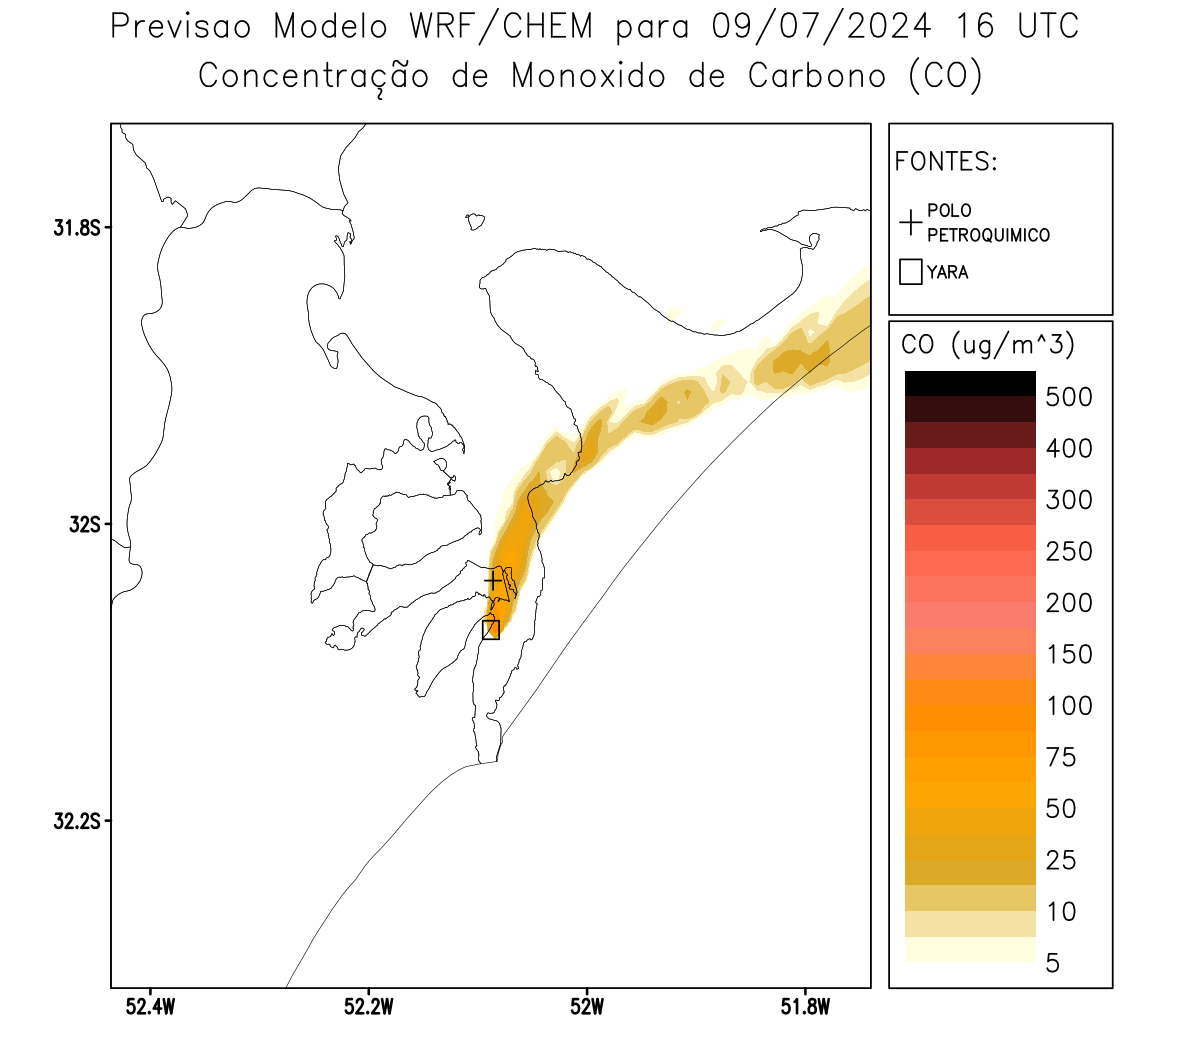 Previsao Modelo WRF/CHEM para 09/07/2024 16 UTC
Concentração de Monoxido de Carbono (CO)
FONTES:
POLO
PETROQUIMICO
YARA
CO (ug/m^3)
500
400
300
250
200
150
100
75
50
25
10
5
31.8S
32S
32.2S
52.4W
52.2W
52W
51.8W